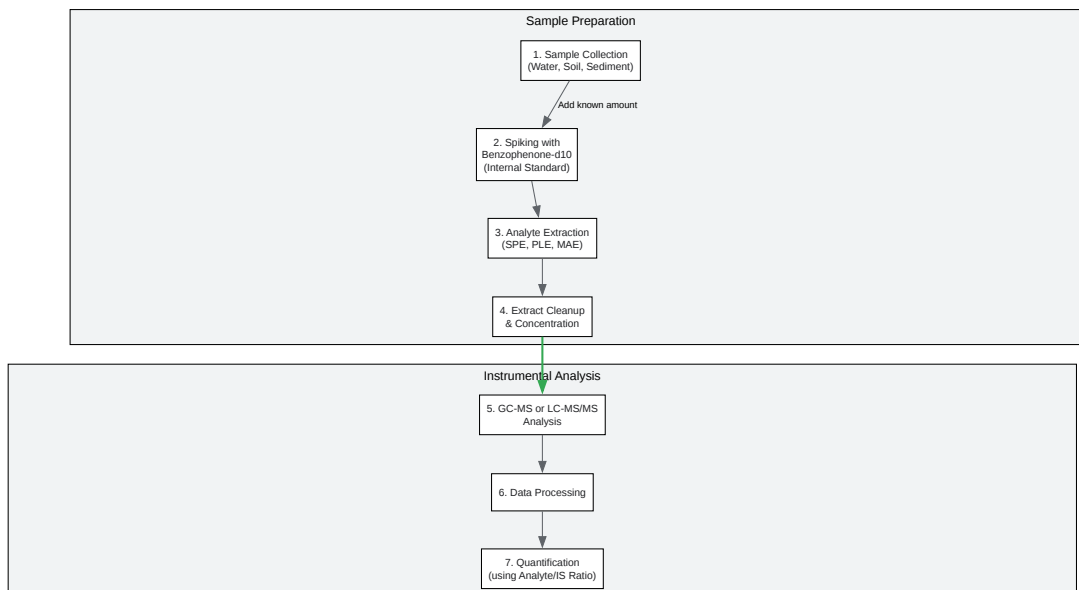 Sample Preparation
1. Sample Collection
(Water, Soil, Sediment)
Add known amount
2. Spiking with
Benzophenone-d10
(Internal Standard)
3. Analyte Extraction
(SPE, PLE, MAE)
4. Extract Cleanup
& Concentration
Instrumental Analysis
5. GC-MS or LC-MS/MS
Analysis
6. Data Processing
7. Quantification
(using Analyte/IS Ratio)